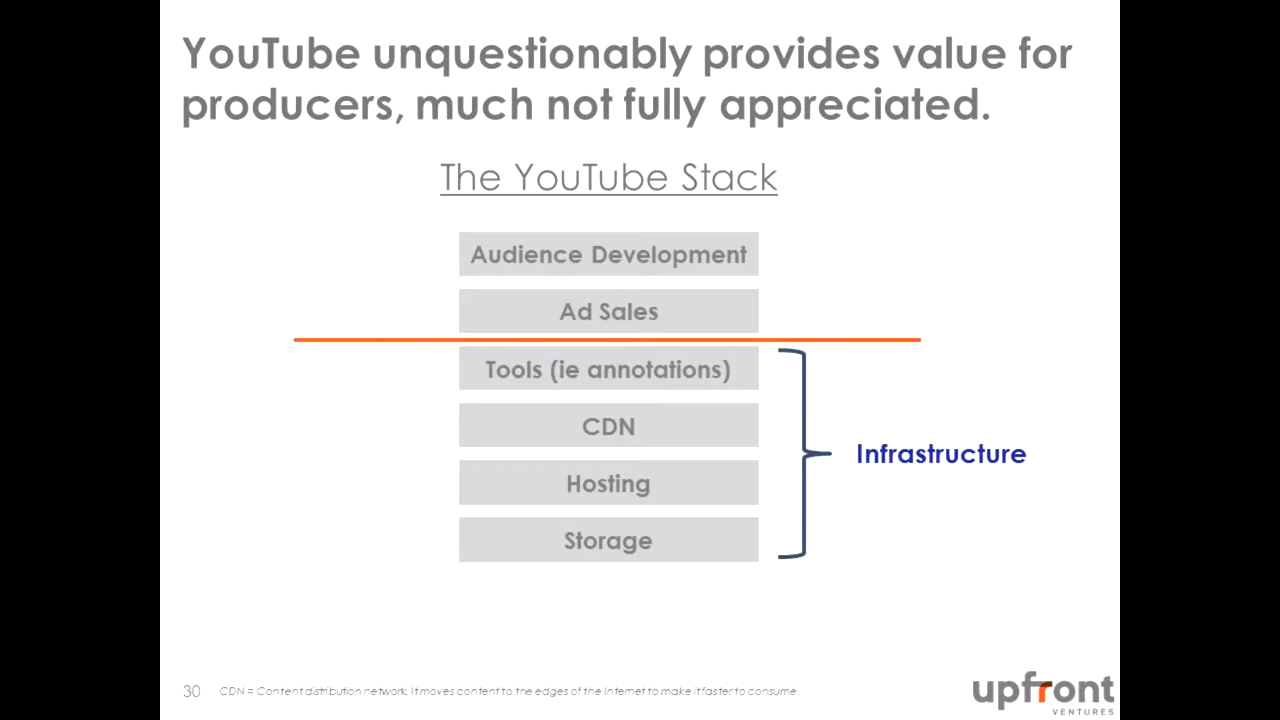 YouTube unquestionably provides value for
producers, much not fully appreciated.
The YouTube Stack
Audience Development
Ad Sales
Tools (ie annotations)
CDN
Hosting
Storage
Infrastructure
30
CDN = Content distribution network. It moves content to the edges of the Internet to make it faster to consume.
upfront
VENTURES